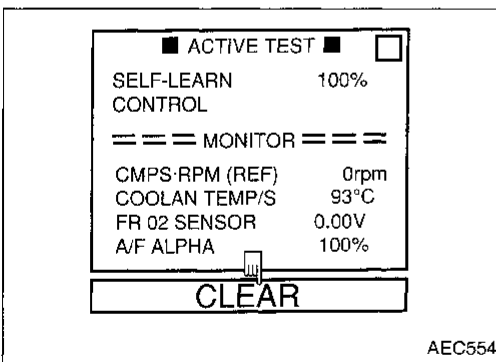 ■ ACTIVE TEST ■
SELF-LEARN 100%
CONTROL
=== MONITOR ===
CMPS·RPM (REF) 0rpm
COOLAN TEMP/S 93°C
FR 02 SENSOR 0.00V
A/F ALPHA 100%
CLEAR
AEC554